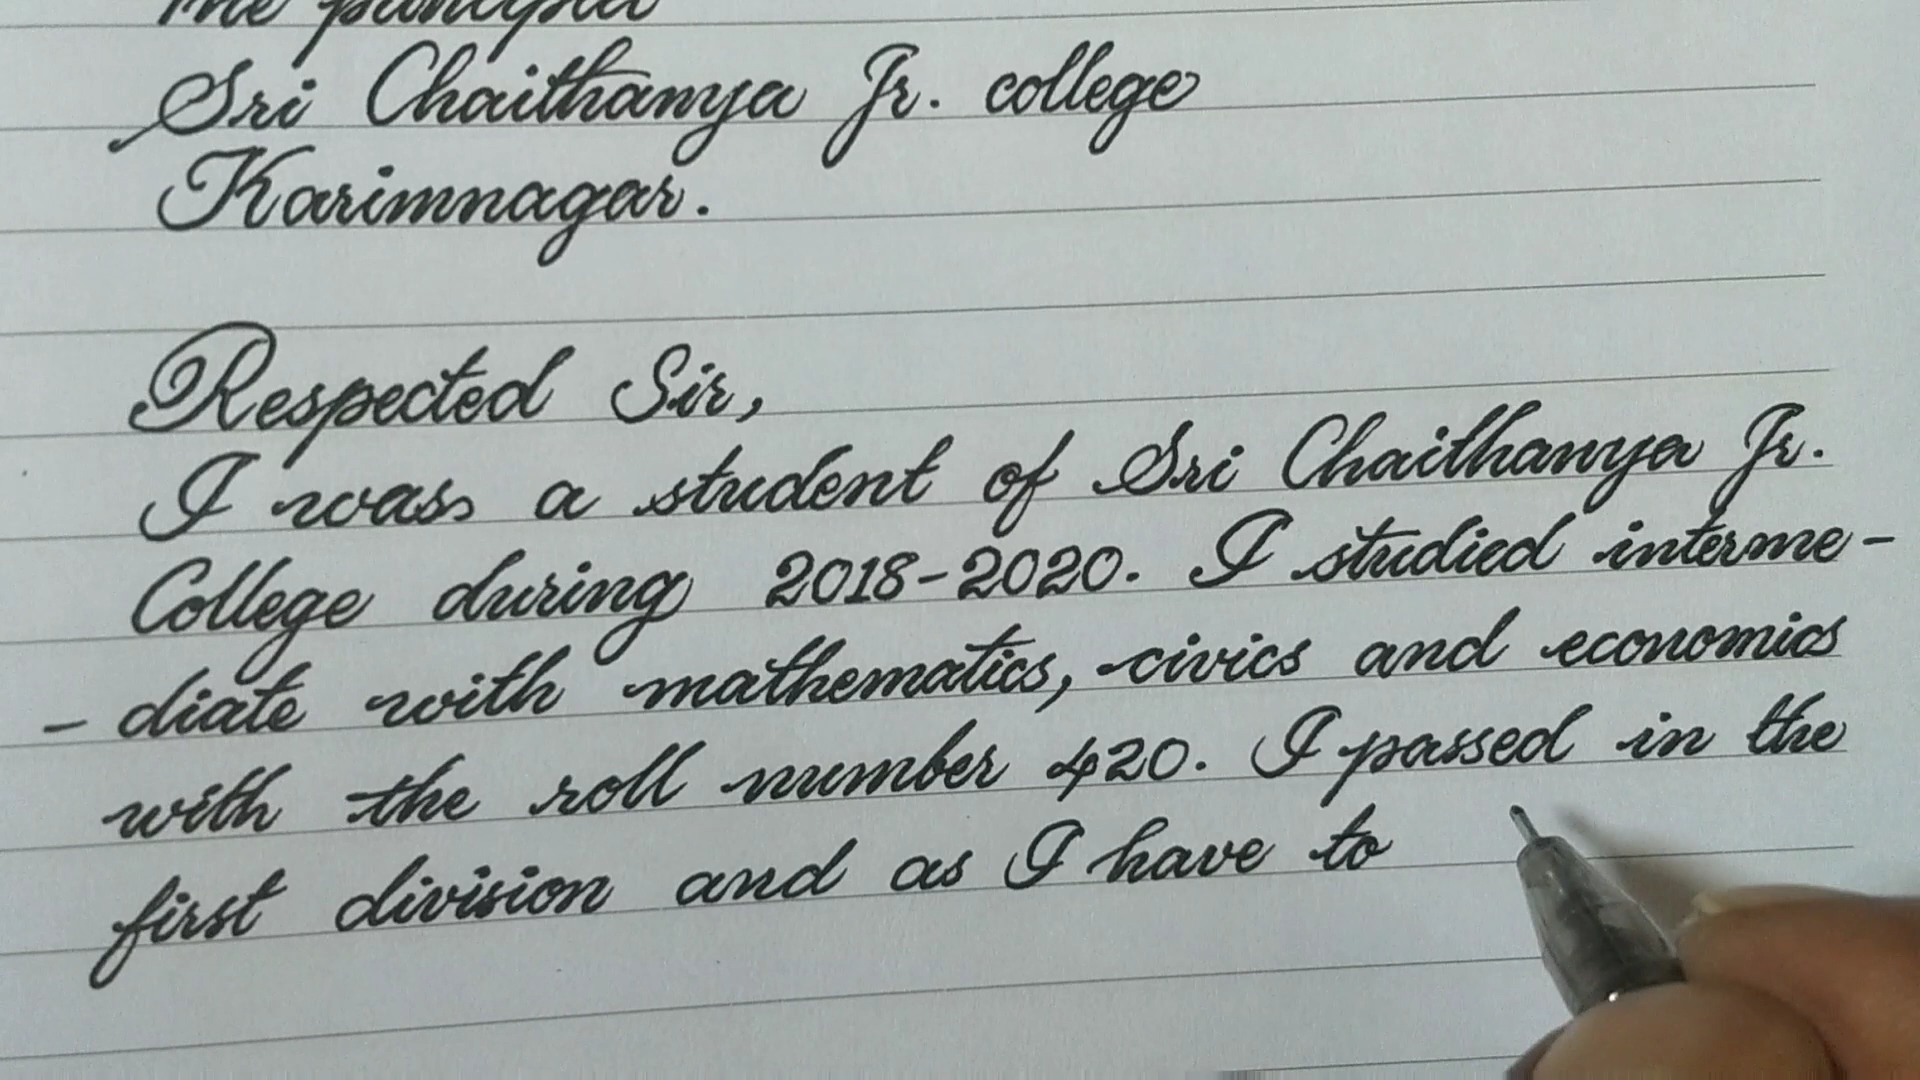 The
Sri Chaithanya Jr. college
Karimnagar.
Respected Sir,
I was a student of Sri Chaithanya Jr.
College during 2018-2020. I studied interme-
- diate with mathematics, civics and economics
with the roll number 420. I passed in the
first division and as I have to